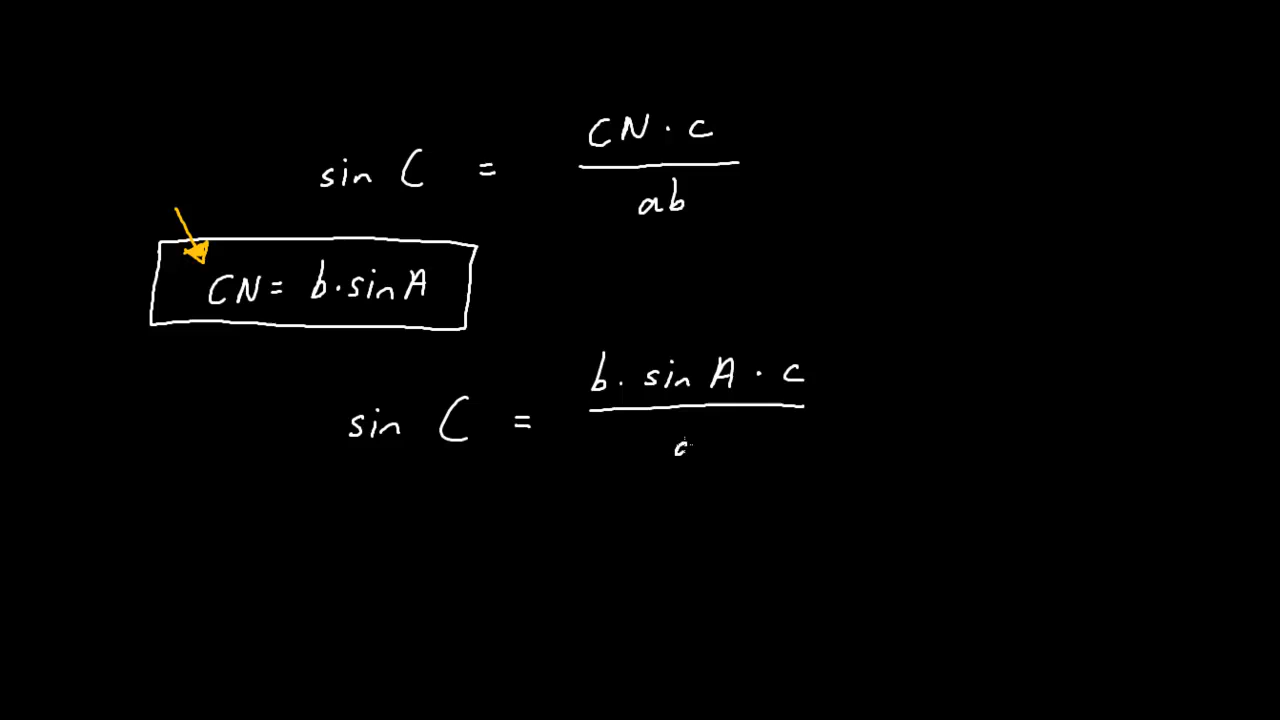 sin C = CN · c / ab
CN = b · sin A
sin C = b · sin A · c /